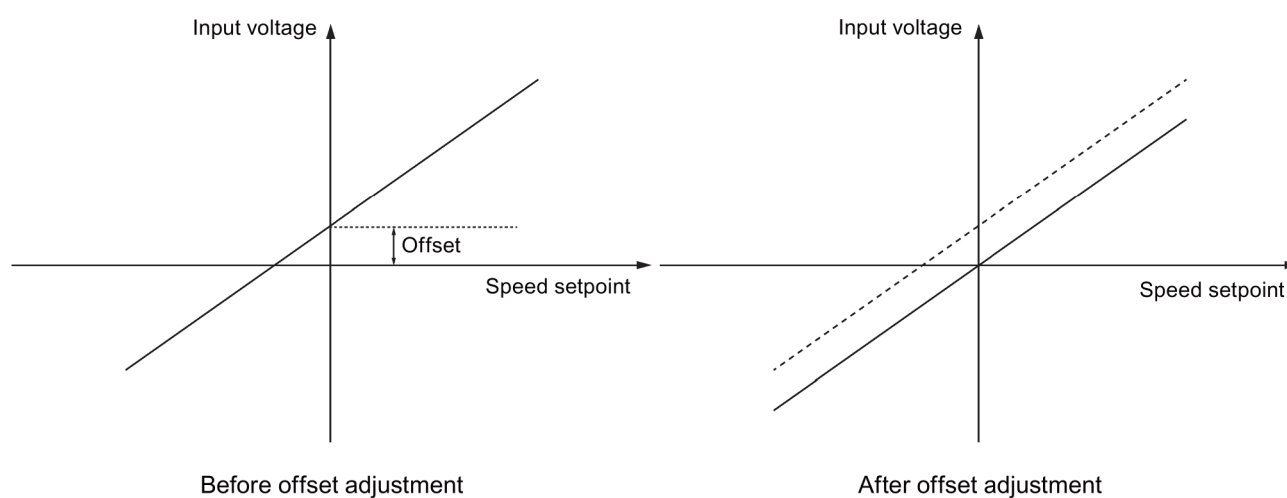 Input voltage
Offset
Speed setpoint
Before offset adjustment
Input voltage
Speed setpoint
After offset adjustment